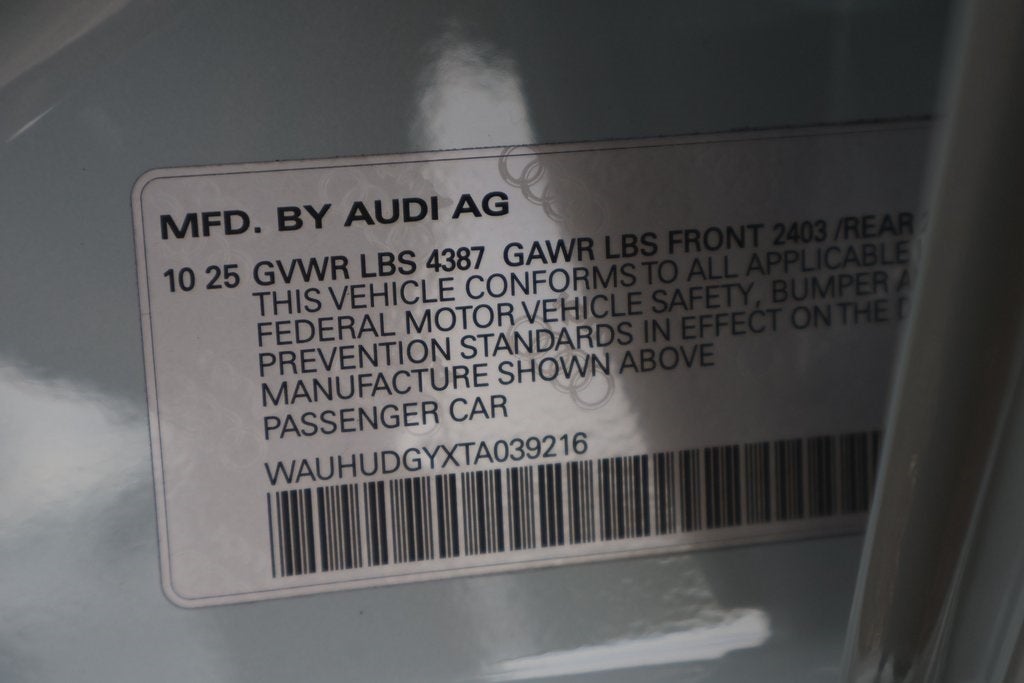 MFD. BY AUDI AG
10 25 GVWR LBS 4387 GAWR LBS FRONT 2403 /REAR
THIS VEHICLE CONFORMS TO ALL APPLICABLE
FEDERAL MOTOR VEHICLE SAFETY, BUMPER
PREVENTION STANDARDS IN EFFECT ON THE
MANUFACTURE SHOWN ABOVE
PASSENGER CAR
WAUHUDGYXTA039216